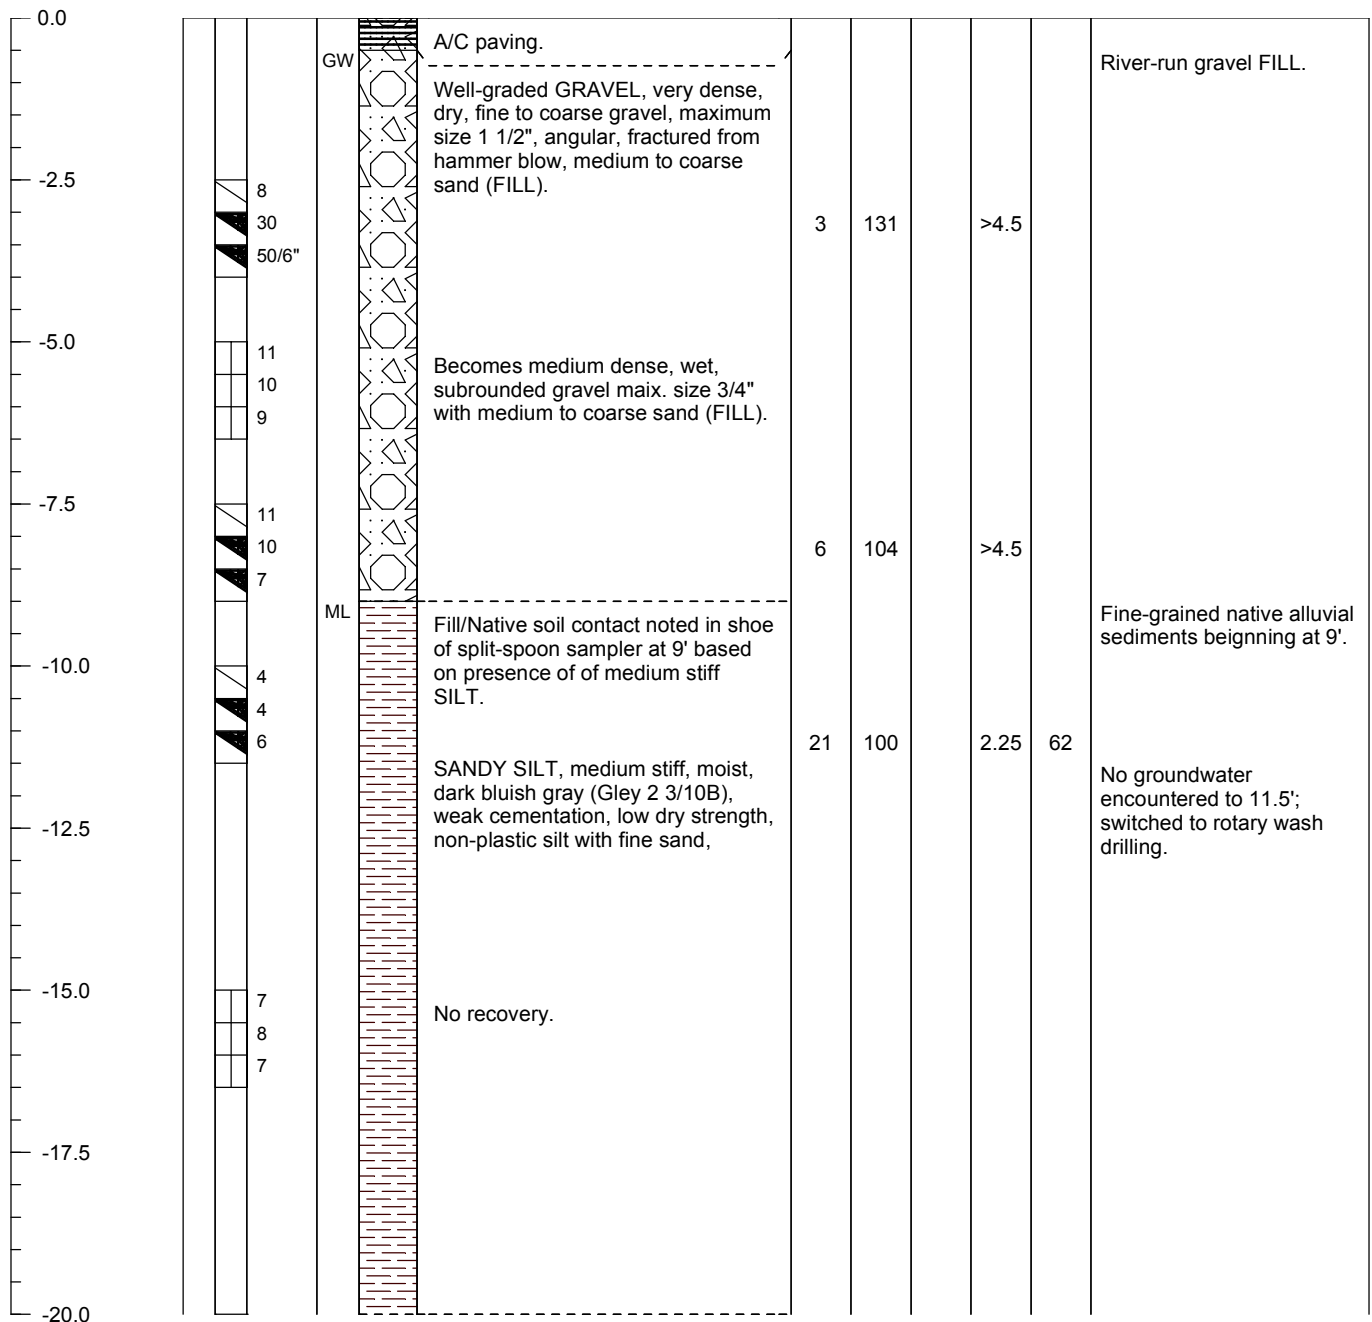 0.0
A/C paving.
GW
River-run gravel FILL.
Well-graded GRAVEL, very dense,
dry, fine to coarse gravel, maximum
size 1 1/2", angular, fractured from
hammer blow, medium to coarse
sand (FILL).
-2.5
8
30
3 131 >4.5
50/6"
-5.0
11
Becomes medium dense, wet,
10
subrounded gravel maix. size 3/4"
9
with medium to coarse sand (FILL).
-7.5
11
10
6 104 >4.5
7
ML
Fill/Native soil contact noted in shoe
of split-spoon sampler at 9' based
on presence of of medium stiff
SILT.
Fine-grained native alluvial
sediments beignning at 9'.
-10.0
4
4
6
21 100 2.25 62
SANDY SILT, medium stiff, moist,
dark bluish gray (Gley 2 3/10B),
weak cementation, low dry strength,
non-plastic silt with fine sand,
No groundwater
encountered to 11.5';
switched to rotary wash
drilling.
-12.5
-15.0
7
No recovery.
8
7
-17.5
-20.0